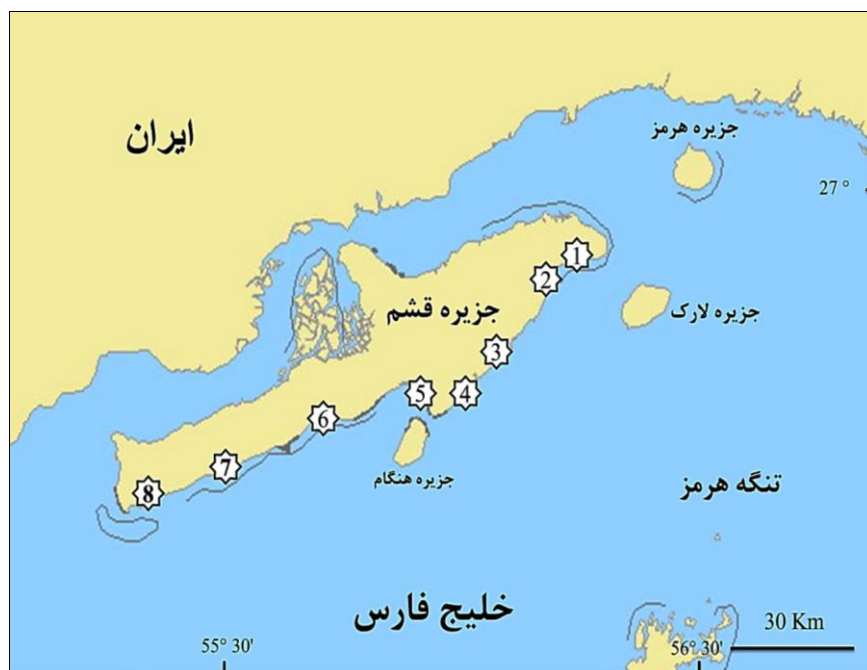 ایران
جزیره هرمز
27 °
1
2
جزیره لارک
جزیره قشم
3
4
5
6
جزیره هنگام
7
8
تنگه هرمز
خلیج فارس
30 Km
55° 30'
56° 30'